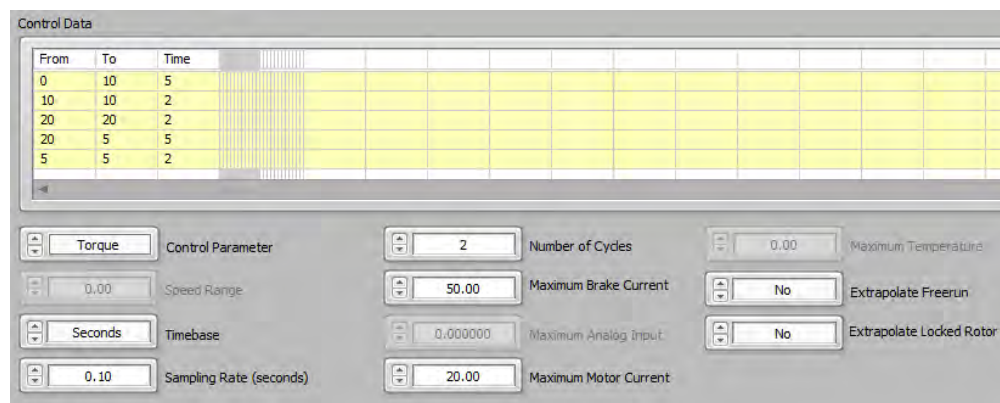 Control Data
From To Time
0 10 5
10 10 2
20 20 2
20 5 5
5 5 2
Torque Control Parameter 2 Number of Cycles 0.00 Maximum Temperature
0.00 Speed Range 50.00 Maximum Brake Current No Extrapolate Freerun
Seconds Timebase 0.000000 Maximum Analog Input No Extrapolate Locked Rotor
0.10 Sampling Rate (seconds) 20.00 Maximum Motor Current